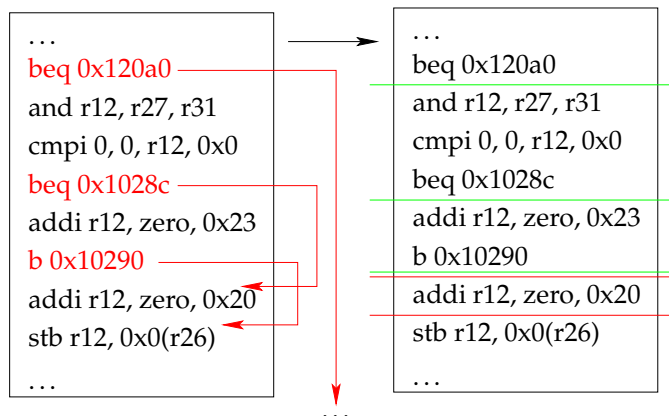 ...
beq 0x120a0
and r12, r27, r31
cmpi 0, 0, r12, 0x0
beq 0x1028c
addi r12, zero, 0x23
b 0x10290
addi r12, zero, 0x20
stb r12, 0x0(r26)
...
...
...
beq 0x120a0
and r12, r27, r31
cmpi 0, 0, r12, 0x0
beq 0x1028c
addi r12, zero, 0x23
b 0x10290
addi r12, zero, 0x20
stb r12, 0x0(r26)
...